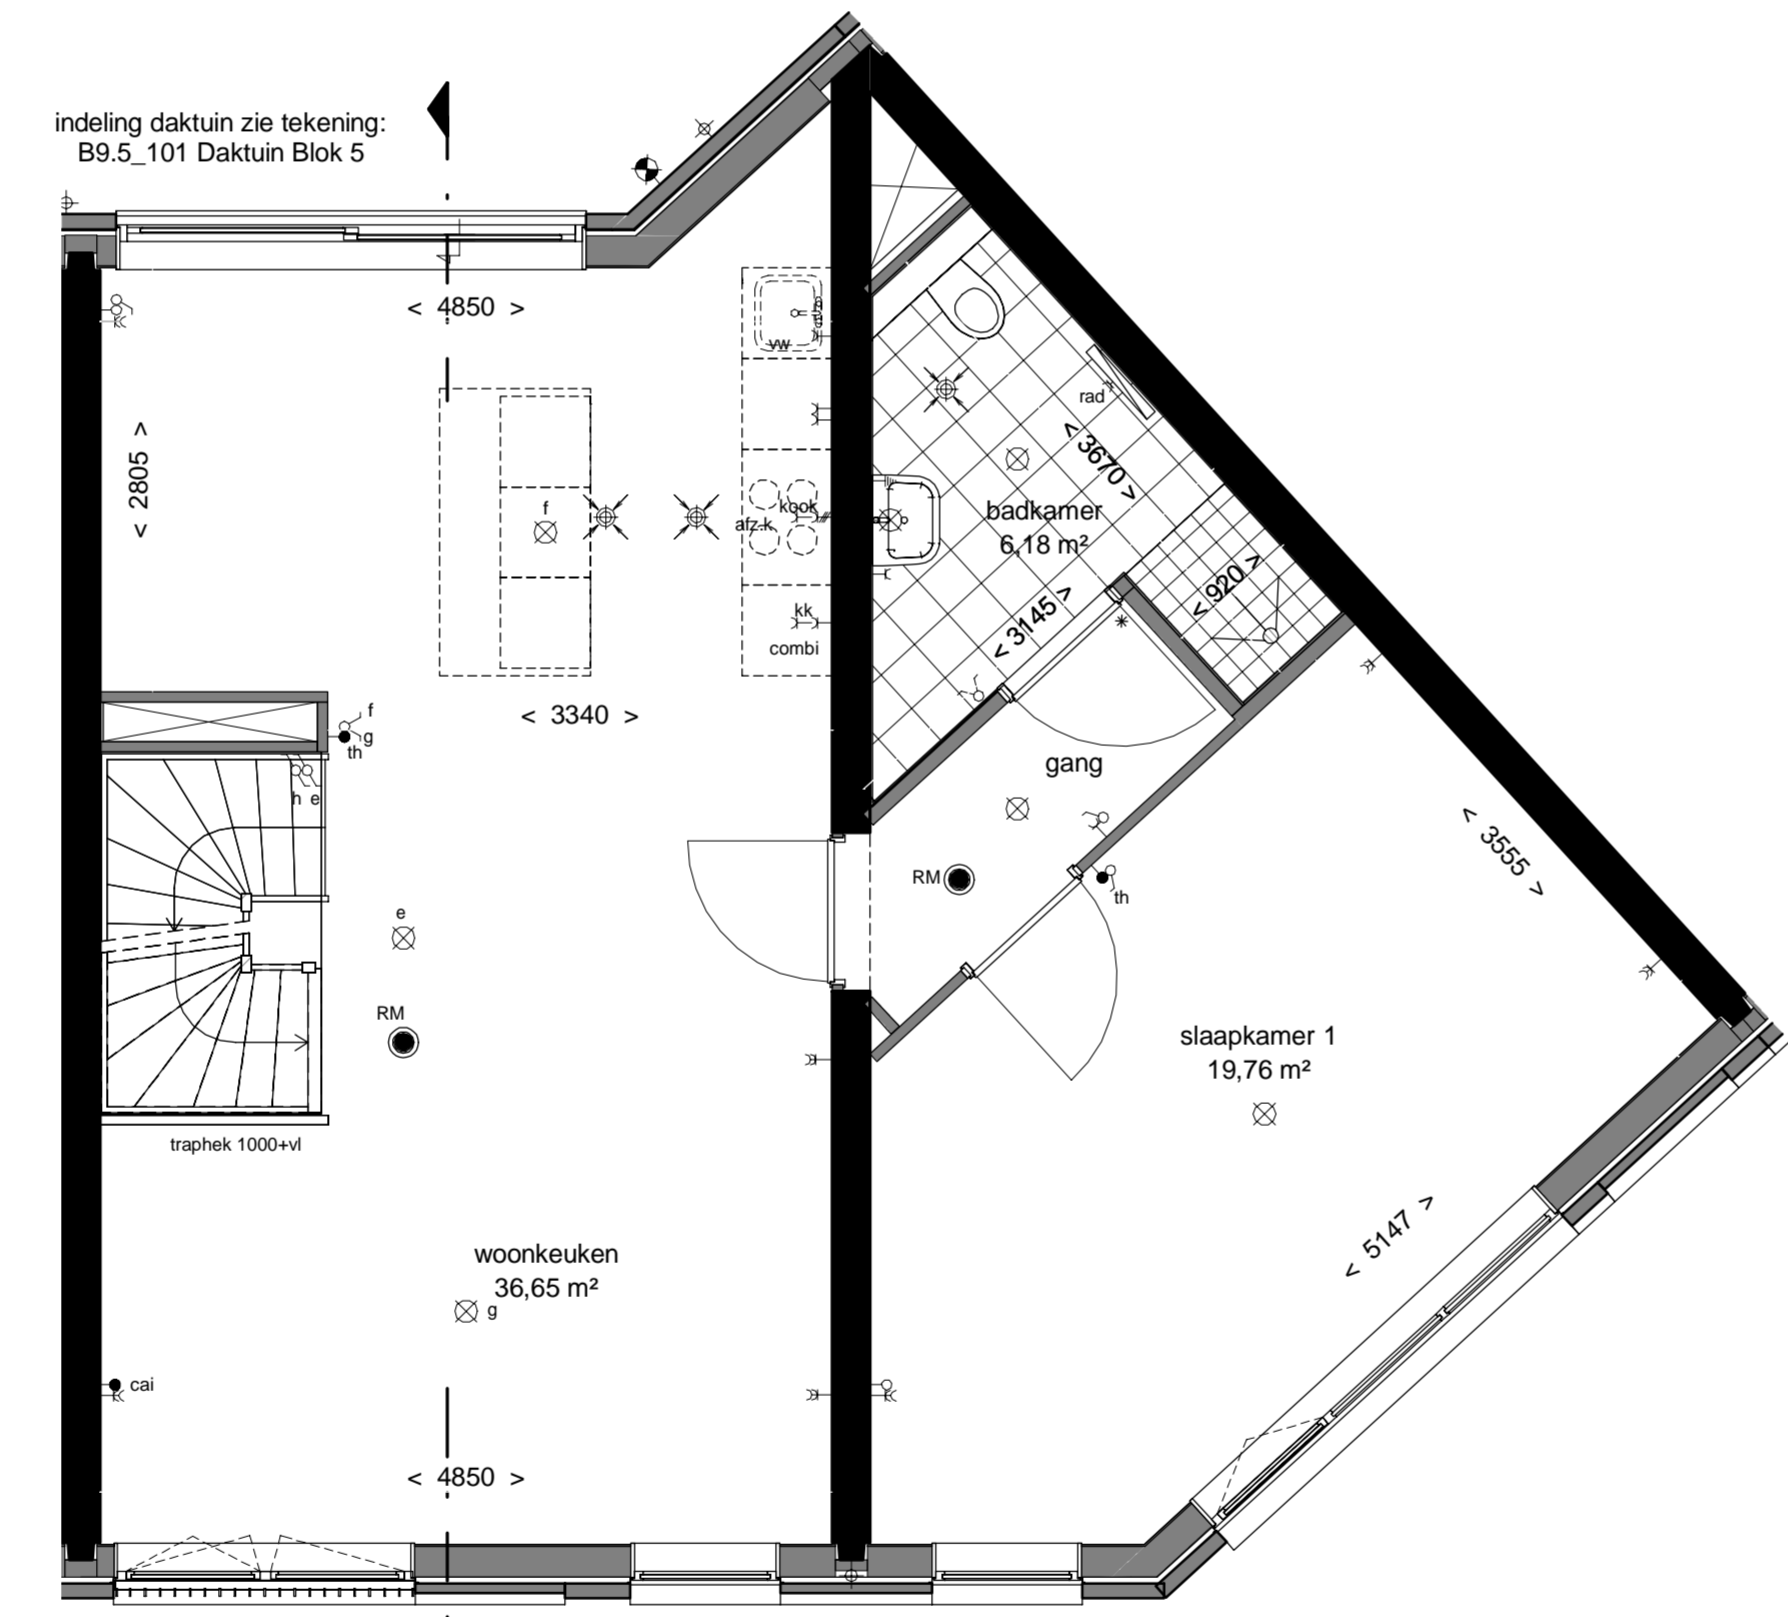 indeling daktuin zie tekening:
B9.5_101 Daktuin Blok 5
< 4850 >
vw
rad
< 2805 >
< 3670 >
f
kook
afz.k
badkamer
6,18 m²
< 920 >
< 3145 >
kk
*
combi
f
< 3340 >
g
th
gang
h e
< 3555 >
RM
th
e
RM
slaapkamer 1
19,76 m²
traphek 1000+vl
< 5147 >
woonkeuken
36,65 m²
g
cai
< 4850 >